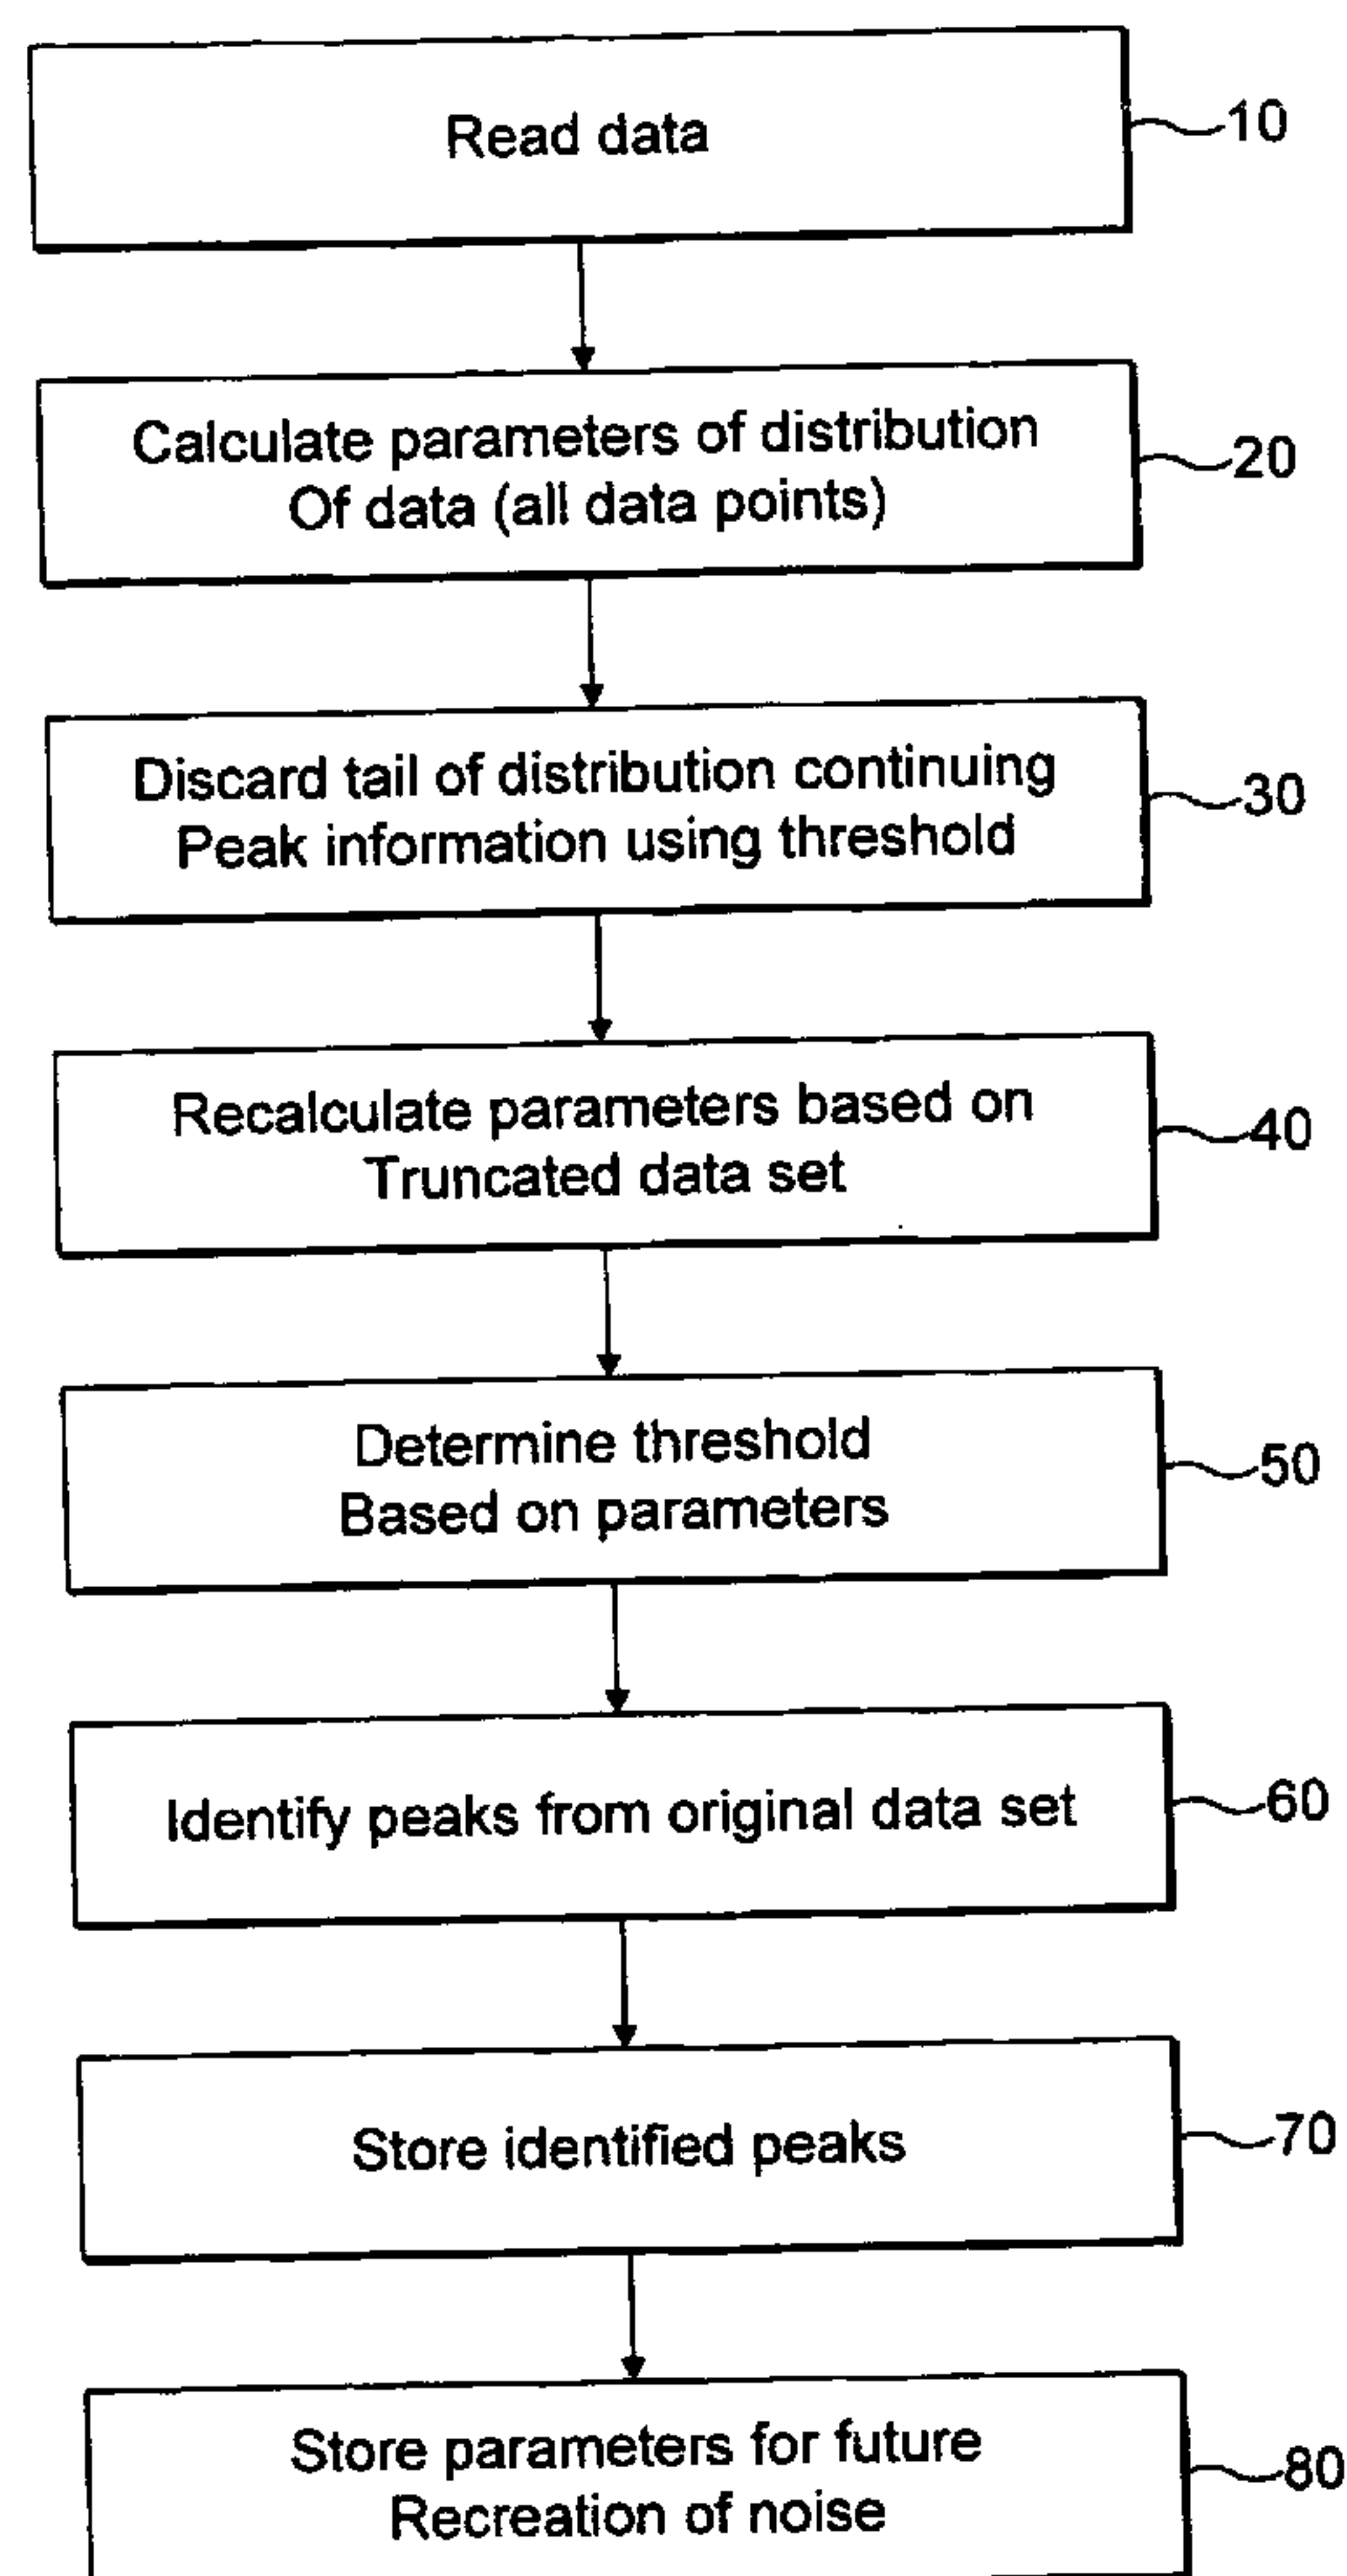 Read data
10
Calculate parameters of distribution
Of data (all data points)
20
Discard tail of distribution continuing
Peak information using threshold
30
Recalculate parameters based on
Truncated data set
40
Determine threshold
Based on parameters
50
Identify peaks from original data set
60
Store identified peaks
70
Store parameters for future
Recreation of noise
80